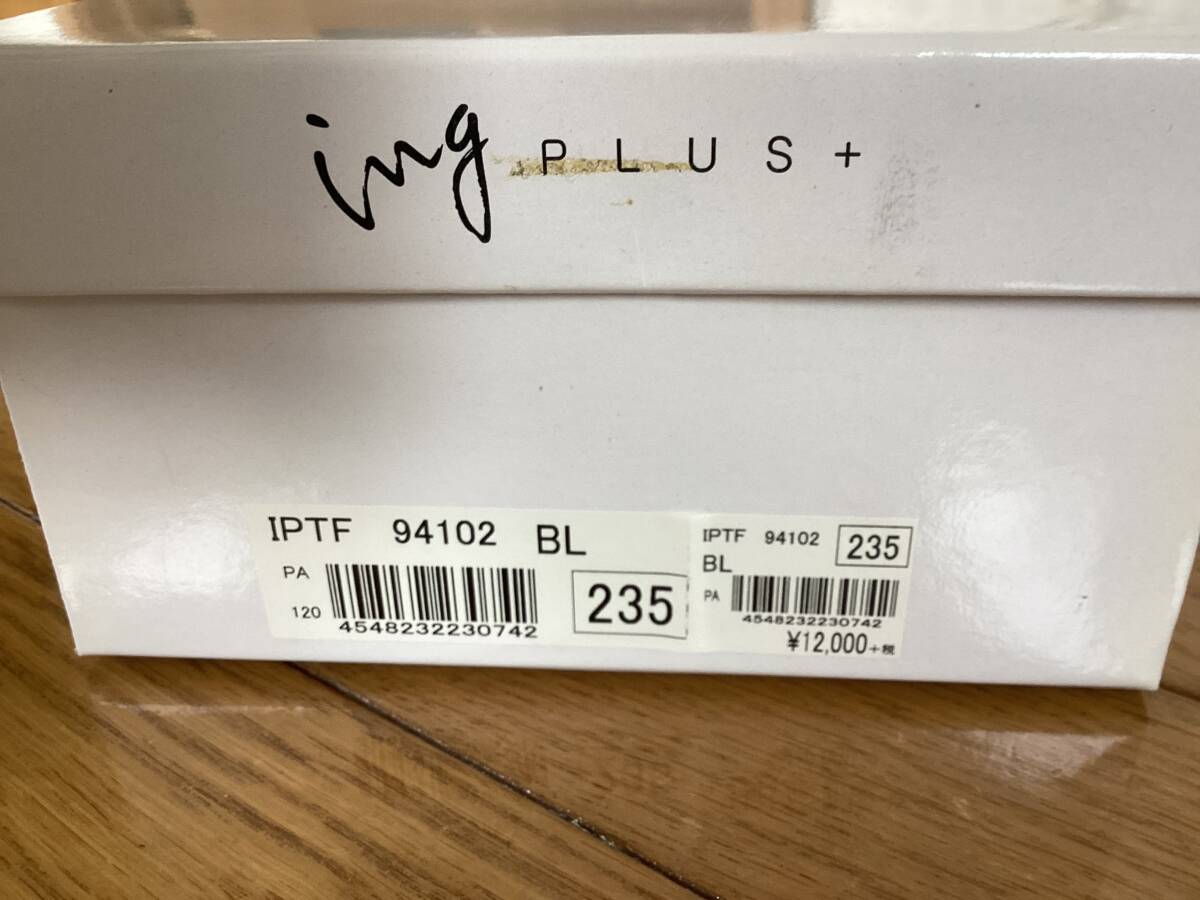 ing PLUS+
IPTF 94102 BL
PA
120
4548232230742
235
IPTF 94102
235
BL
PA
4548232230742
¥12,000+税